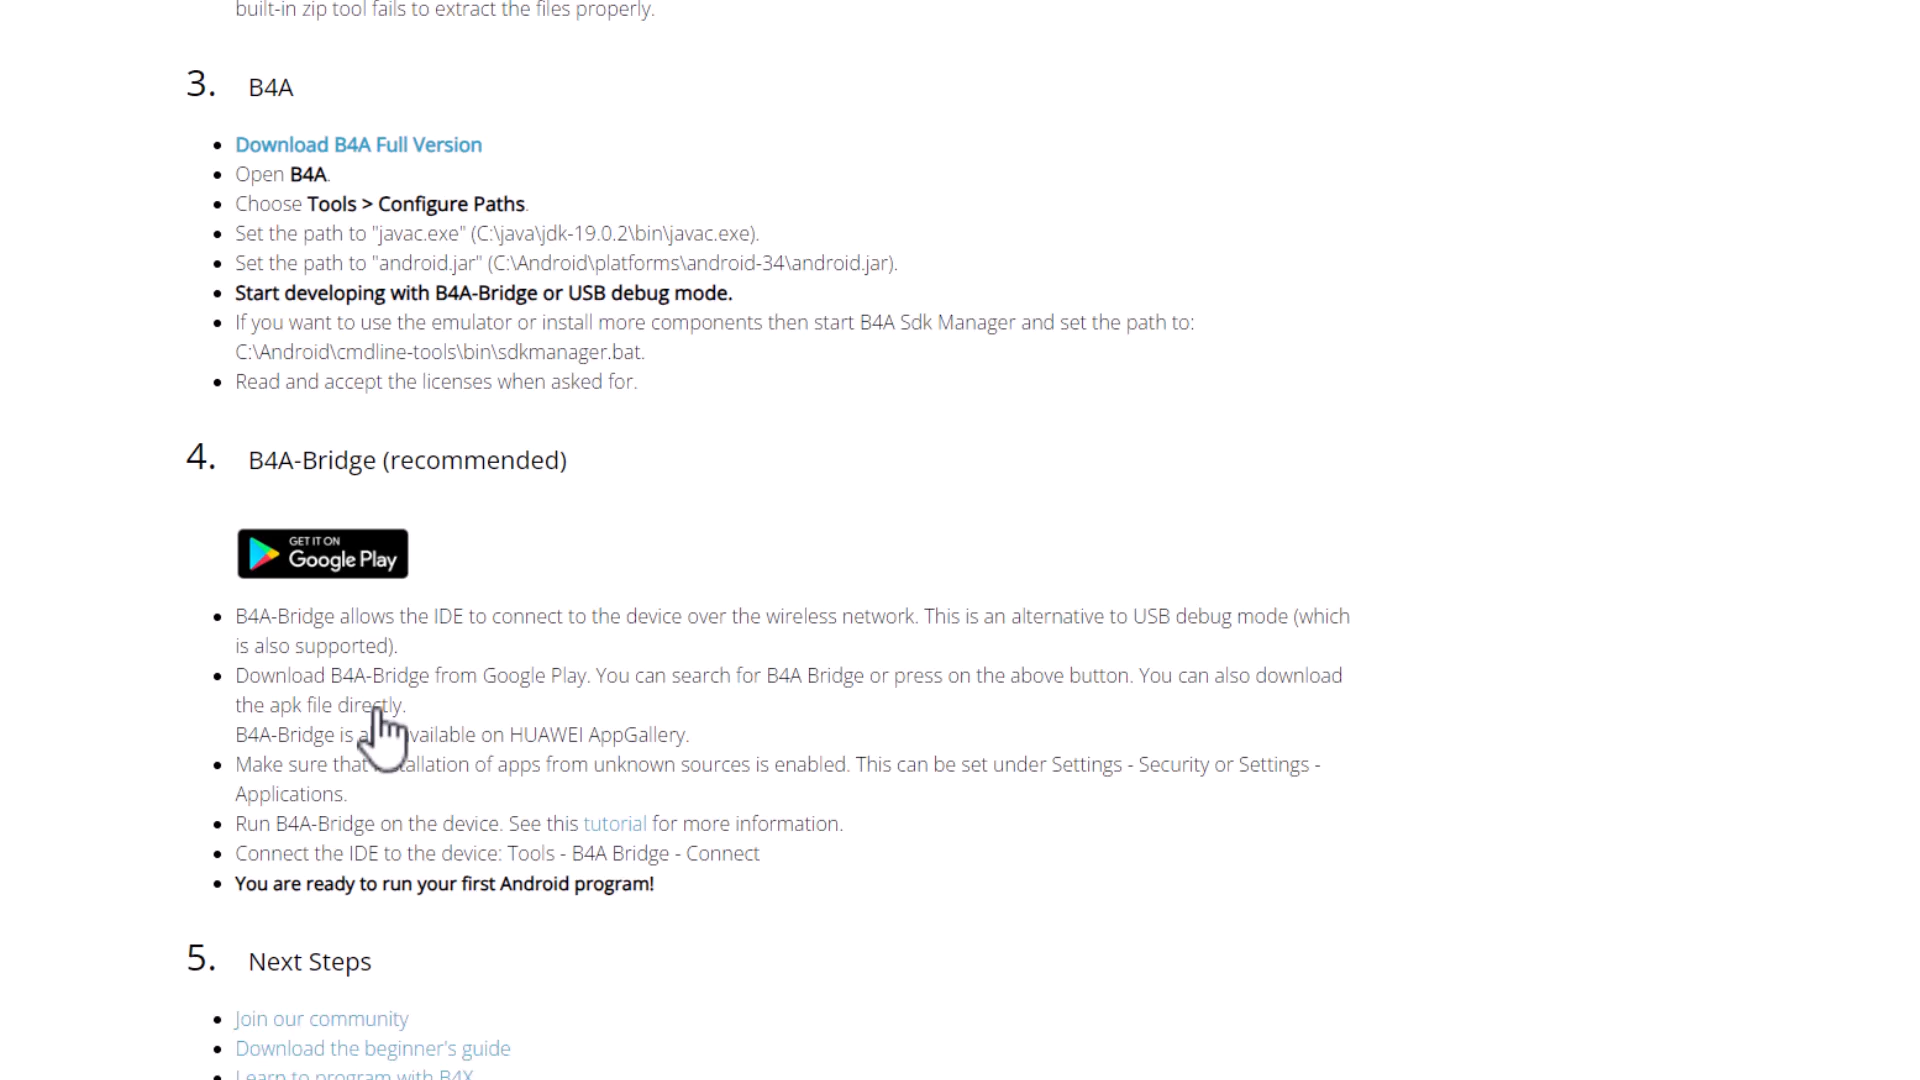 built-in zip tool fails to extract the files properly.
3. B4A
Download B4A Full Version
Open B4A.
Choose Tools > Configure Paths.
Set the path to "javac.exe" (C:\java\jdk-19.0.2\bin\javac.exe).
Set the path to "android.jar" (C:\Android\platforms\android-34\android.jar).
Start developing with B4A-Bridge or USB debug mode.
If you want to use the emulator or install more components then start B4A Sdk Manager and set the path to:
C:\Android\cmdline-tools\bin\sdkmanager.bat.
Read and accept the licenses when asked for.
4. B4A-Bridge (recommended)
GET IT ON
Google Play
B4A-Bridge allows the IDE to connect to the device over the wireless network. This is an alternative to USB debug mode (which
is also supported).
Download B4A-Bridge from Google Play. You can search for B4A Bridge or press on the above button. You can also download
the apk file directly.
B4A-Bridge is available on HUAWEI AppGallery.
Make sure that installation of apps from unknown sources is enabled. This can be set under Settings - Security or Settings -
Applications.
Run B4A-Bridge on the device. See this tutorial for more information.
Connect the IDE to the device: Tools - B4A Bridge - Connect
You are ready to run your first Android program!
5. Next Steps
Join our community
Download the beginner's guide
Learn to program with B4X